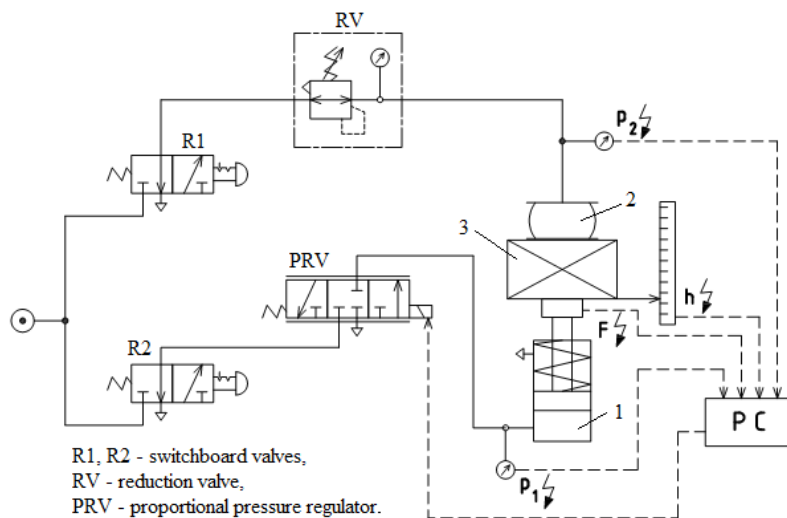 RV
R1
p2
2
3
PRV
h
F
R2
1
PC
p1
R1, R2 - switchboard valves,
RV - reduction valve,
PRV - proportional pressure regulator.